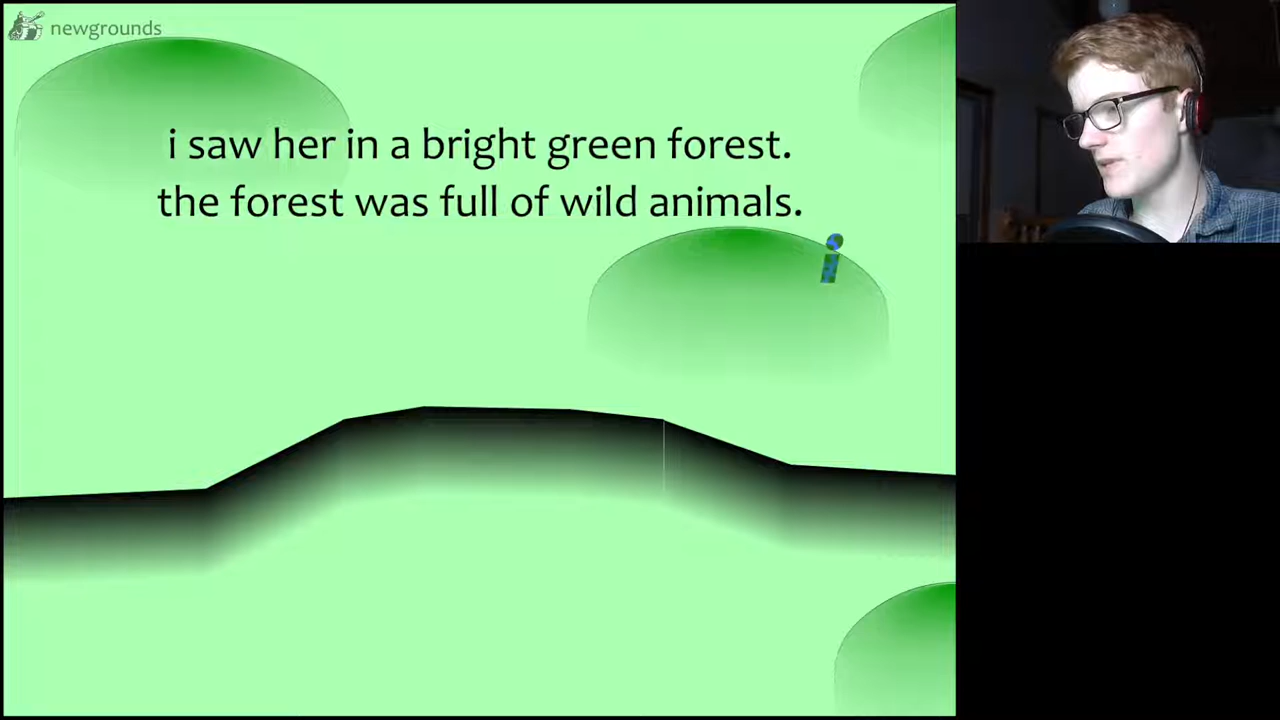 newgrounds
i saw her in a bright green forest.
the forest was full of wild animals.